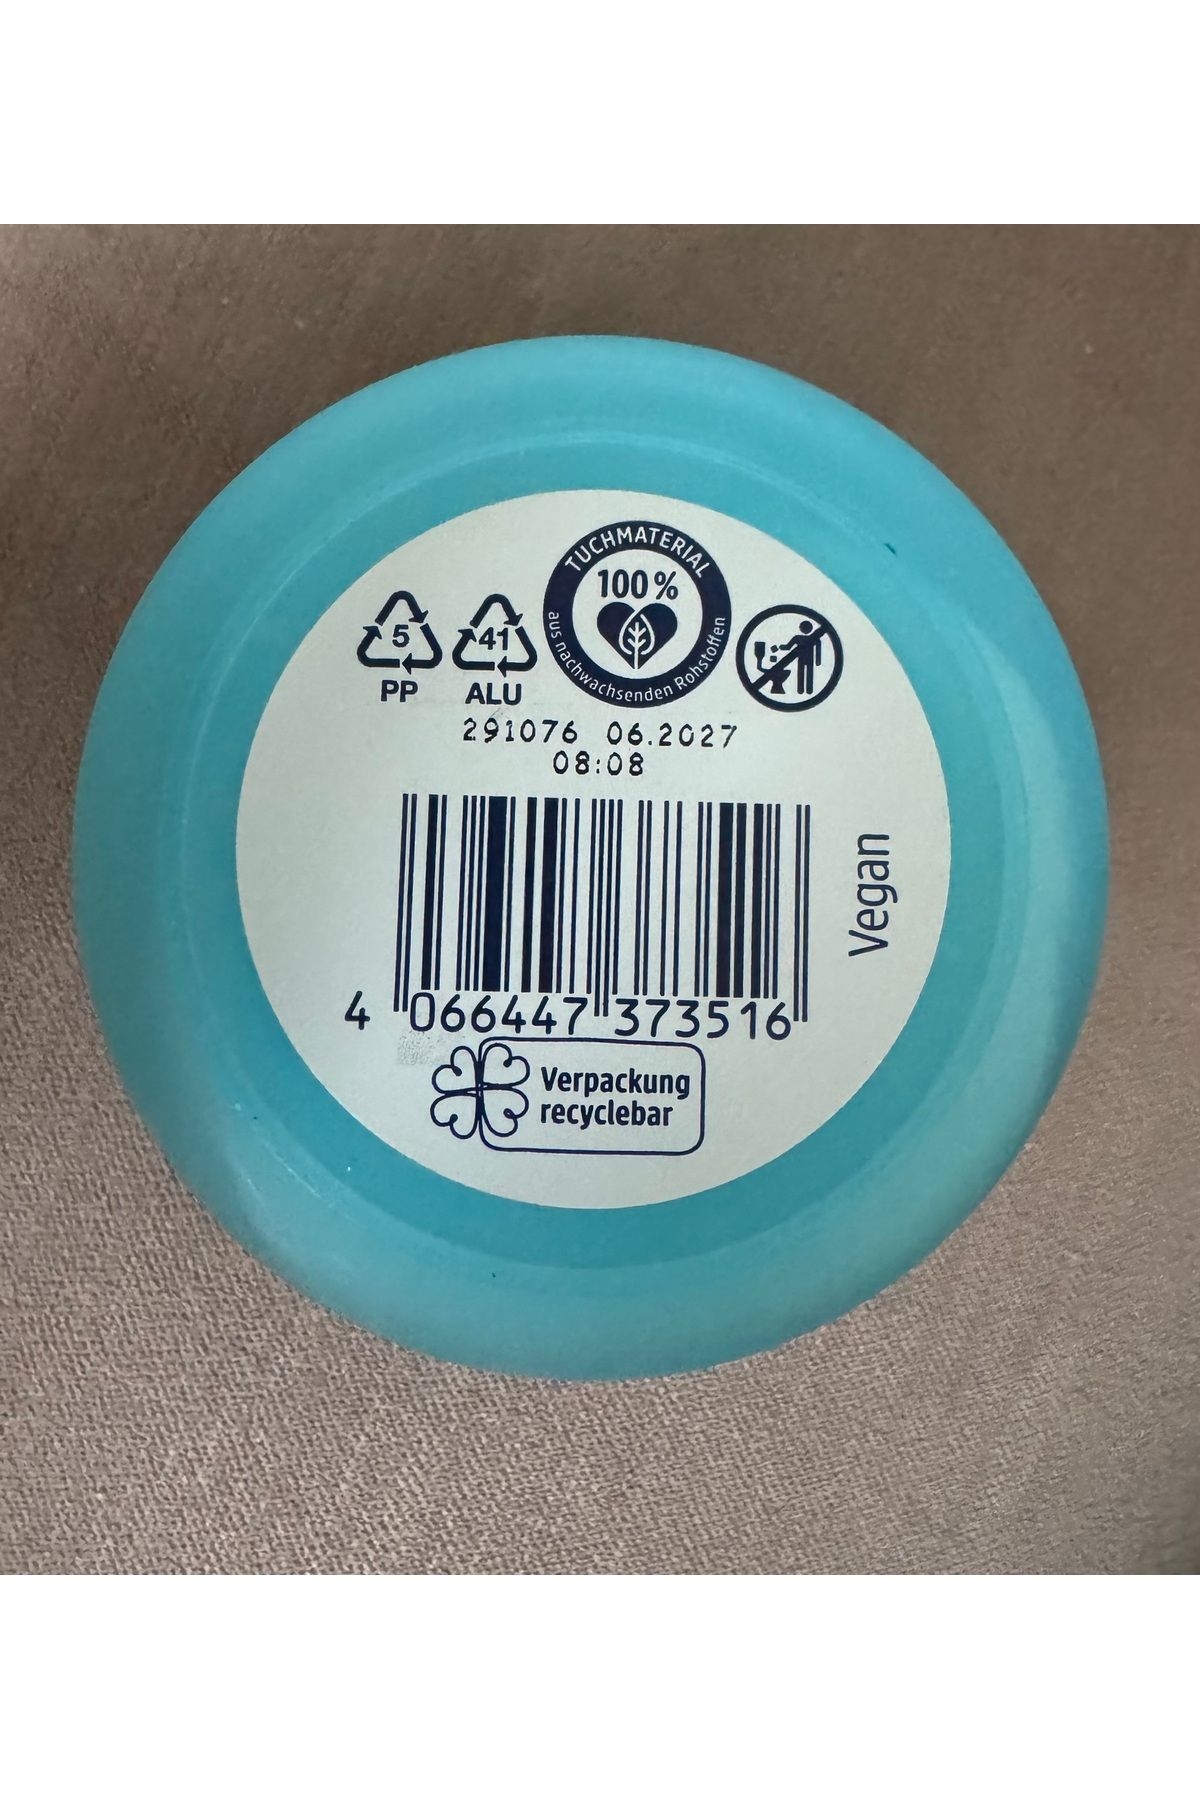 TUCHMATERIAL
100 %
aus nachwachsenden Rohstoffen
5
PP
41
ALU
291076 06.2027
08:08
Vegan
4 066447 373516
Verpackung
recyclebar